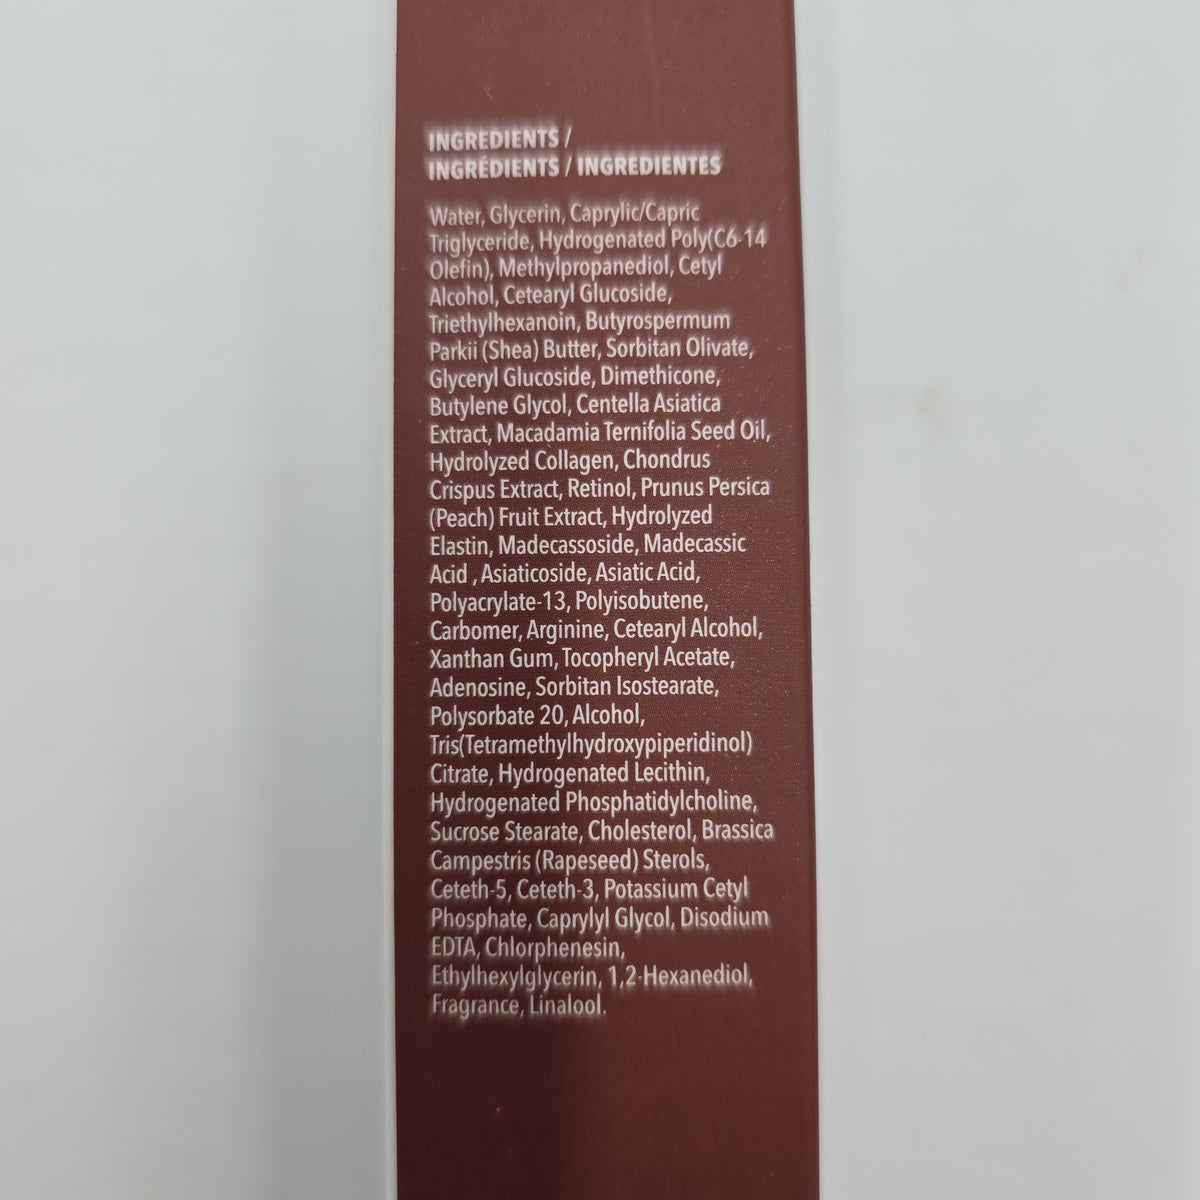 INGREDIENTS /
INGRÉDIENTS / INGREDIENTES
Water, Glycerin, Caprylic/Capric
Triglyceride, Hydrogenated Poly(C6-14
Olefin), Methylpropanediol, Cetyl
Alcohol, Cetearyl Glucoside,
Triethylhexanoin, Butyrospermum
Parkii (Shea) Butter, Sorbitan Olivate,
Glyceryl Glucoside, Dimethicone,
Butylene Glycol, Centella Asiatica
Extract, Macadamia Ternifolia Seed Oil,
Hydrolyzed Collagen, Chondrus
Crispus Extract, Retinol, Prunus Persica
(Peach) Fruit Extract, Hydrolyzed
Elastin, Madecassoside, Madecassic
Acid , Asiaticoside, Asiatic Acid,
Polyacrylate-13, Polyisobutene,
Carbomer, Arginine, Cetearyl Alcohol,
Xanthan Gum, Tocopheryl Acetate,
Adenosine, Sorbitan Isostearate,
Polysorbate 20, Alcohol,
Tris(Tetramethylhydroxypiperidinol)
Citrate, Hydrogenated Lecithin,
Hydrogenated Phosphatidylcholine,
Sucrose Stearate, Cholesterol, Brassica
Campestris (Rapeseed) Sterols,
Ceteth-5, Ceteth-3, Potassium Cetyl
Phosphate, Caprylyl Glycol, Disodium
EDTA, Chlorphenesin,
Ethylhexylglycerin, 1,2-Hexanediol,
Fragrance, Linalool.